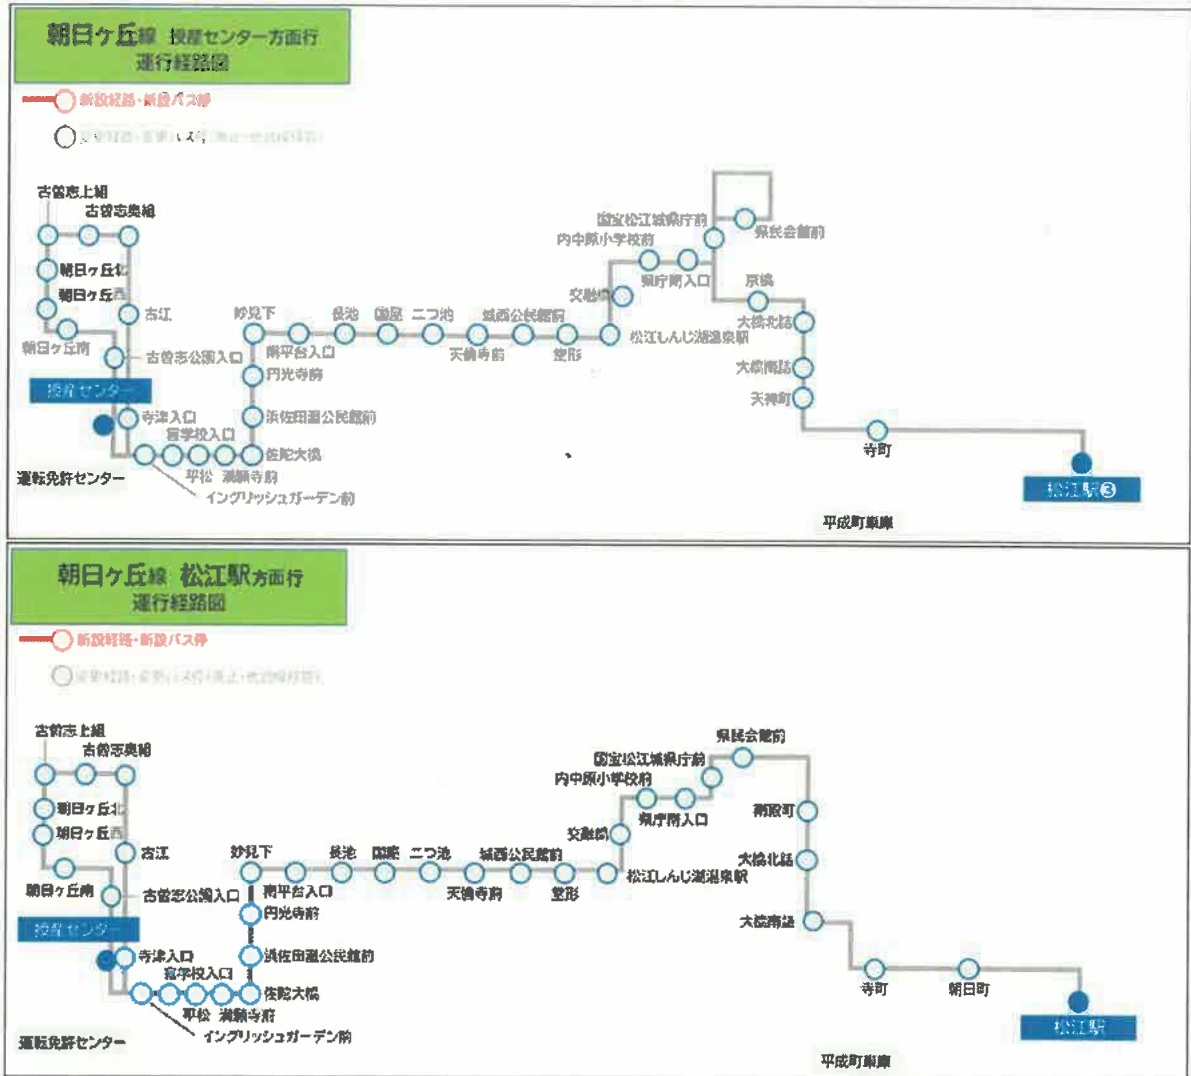 朝日ケ丘線 授産センター方面行
運行経路図
新設経路・新設バス停
古曽志上組
古曽志奥組
朝日ヶ丘北
朝日ヶ丘西
朝日ヶ丘南
古江
古曽志公園入口
授産センター
寺津入口
盲学校入口
運転免許センター
平松 満願寺前
イングリッシュガーデン前
佐陀大橋
浜佐田温公民館前
円光寺前
妙見下
南平台入口
長池
国屋
二つ池
天倫寺前
城西公民館前
堂形
松江しんじ湖温泉駅
交融橋
内中原小学校前
県庁南入口
国宝松江城県庁前
県民会館前
京橋
大橋北詰
大橋南詰
天神町
寺町
松江駅❸
平成町車庫
朝日ケ丘線 松江駅方面行
運行経路図
新設経路・新設バス停
古曽志上組
古曽志奥組
朝日ヶ丘北
朝日ヶ丘西
朝日ヶ丘南
古江
古曽志公園入口
授産センター
寺津入口
盲学校入口
運転免許センター
平松 満願寺前
イングリッシュガーデン前
佐陀大橋
浜佐田温公民館前
円光寺前
妙見下
南平台入口
長池
国屋
二つ池
天倫寺前
城西公民館前
堂形
松江しんじ湖温泉駅
交融橋
内中原小学校前
県庁南入口
国宝松江城県庁前
県民会館前
南殿町
大橋北詰
大橋南詰
寺町
朝日町
松江駅
平成町車庫